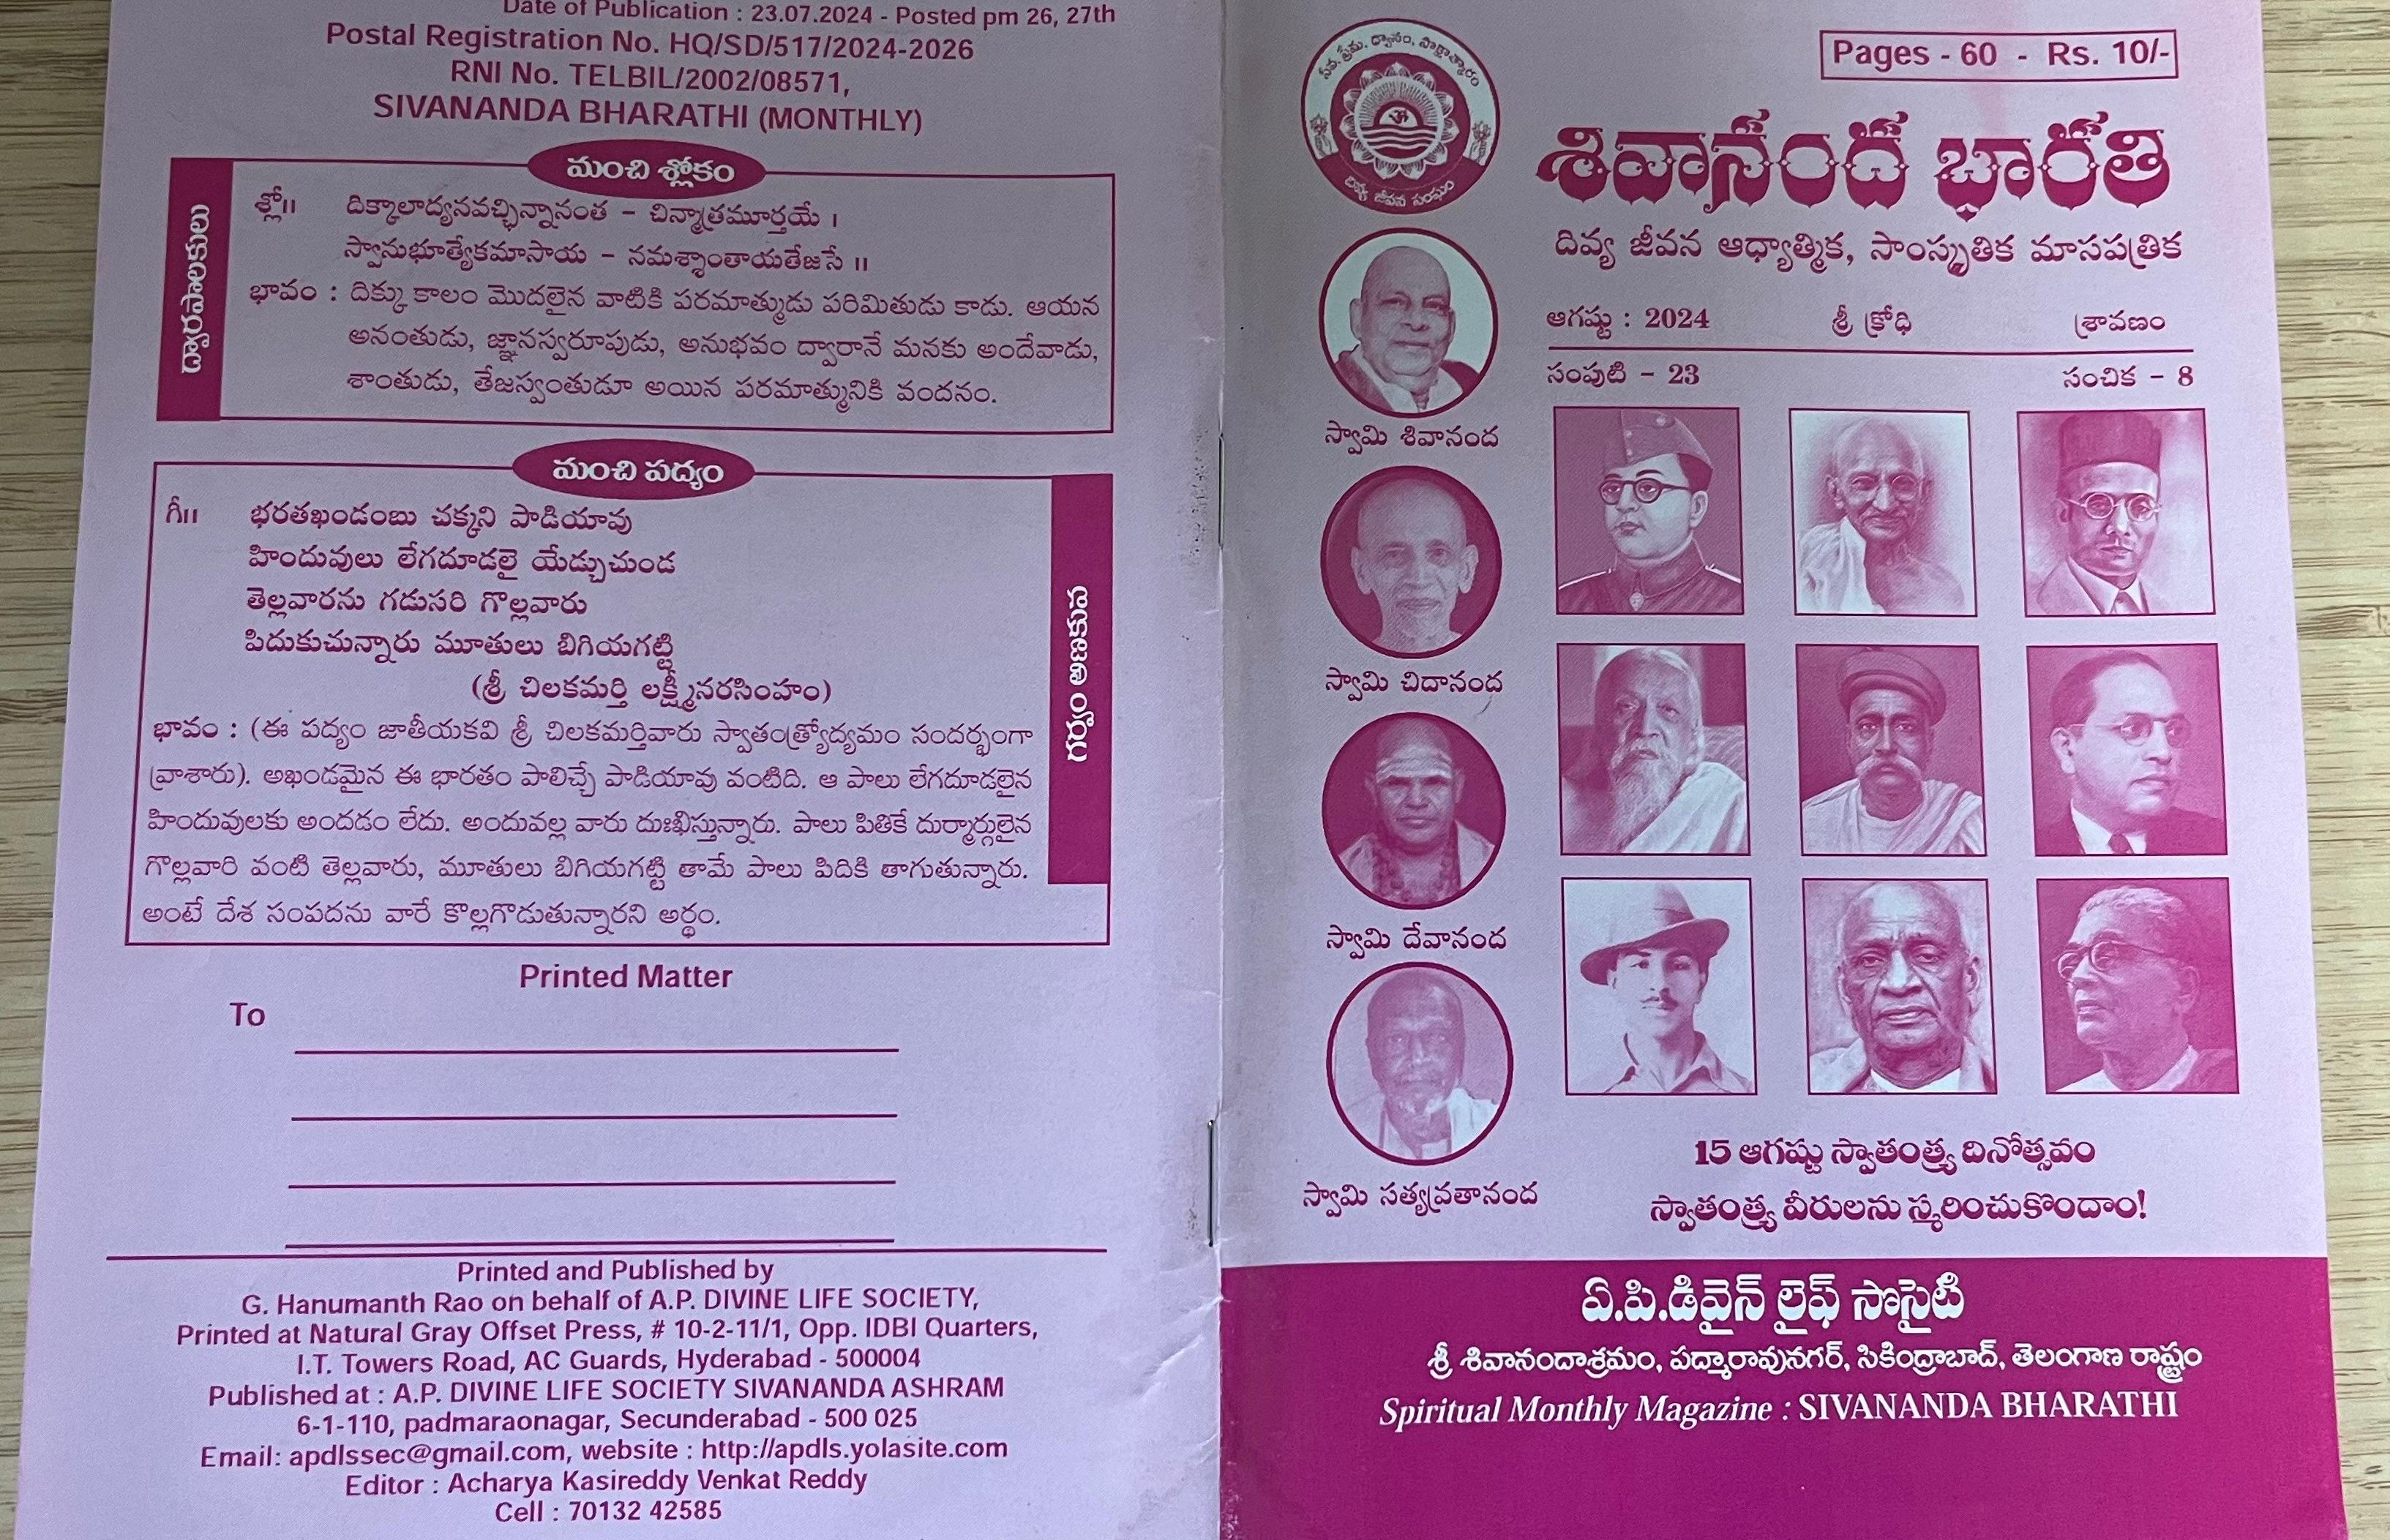 Date of Publication : 23.07.2024 - Posted pm 26, 27th
Postal Registration No. HQ/SD/517/2024-2026
RNI No. TELBIL/2002/08571,
SIVANANDA BHARATHI (MONTHLY)
ద్వారపాలకులు
మంచి శ్లోకం
శ్లో॥ దిక్కాలాద్యనవచ్ఛిన్నానంత - చిన్మాత్రమూర్తయే ।
స్వానుభూత్యేకమాసాయ - నమశ్శాంతాయతేజసే ॥
భావం : దిక్కు కాలం మొదలైన వాటికి పరమాత్ముడు పరిమితుడు కాడు. ఆయన
అనంతుడు, జ్ఞానస్వరూపుడు, అనుభవం ద్వారానే మనకు అందేవాడు,
శాంతుడు, తేజస్వంతుడూ అయిన పరమాత్మునికి వందనం.
మంచి పద్యం
గర్వం అణకువ
గీ॥ భరతఖండంబు చక్కని పాడియావు
హిందువులు లేగదూడలై యేడ్చుచుండ
తెల్లవారను గడుసరి గొల్లవారు
పిదుకుచున్నారు మూతులు బిగియగట్టి
(శ్రీ చిలకమర్తి లక్ష్మీనరసింహం)
భావం : (ఈ పద్యం జాతీయకవి శ్రీ చిలకమర్తివారు స్వాతంత్ర్యోద్యమం సందర్భంగా
వ్రాశారు). అఖండమైన ఈ భారతం పాలిచ్చే పాడియావు వంటిది. ఆ పాలు లేగదూడలైన
హిందువులకు అందడం లేదు. అందువల్ల వారు దుఃఖిస్తున్నారు. పాలు పితికే దుర్మార్గులైన
గొల్లవారి వంటి తెల్లవారు, మూతులు బిగియగట్టి తామే పాలు పిదికి తాగుతున్నారు.
అంటే దేశ సంపదను వారే కొల్లగొడుతున్నారని అర్థం.
Printed Matter
To
Printed and Published by
G. Hanumanth Rao on behalf of A.P. DIVINE LIFE SOCIETY,
Printed at Natural Gray Offset Press, # 10-2-11/1, Opp. IDBI Quarters,
I.T. Towers Road, AC Guards, Hyderabad - 500004
Published at : A.P. DIVINE LIFE SOCIETY SIVANANDA ASHRAM
6-1-110, padmaraonagar, Secunderabad - 500 025
Email: apdlssec@gmail.com, website : http://apdls.yolasite.com
Editor : Acharya Kasireddy Venkat Reddy
Cell : 70132 42585
సేవ, ప్రేమ, ధ్యానం, సాక్షాత్కారం
దివ్య జీవన సంఘం
Pages - 60 - Rs. 10/-
శివానంద భారతి
దివ్య జీవన ఆధ్యాత్మిక, సాంస్కృతిక మాసపత్రిక
ఆగష్టు : 2024 శ్రీ క్రోధి శ్రావణం
సంపుటి - 23 సంచిక - 8
స్వామి శివానంద
స్వామి చిదానంద
స్వామి దేవానంద
స్వామి సత్యవ్రతానంద
15 ఆగష్టు స్వాతంత్ర్య దినోత్సవం
స్వాతంత్ర్య వీరులను స్మరించుకొందాం!
ఏ.పి.డివైన్ లైఫ్ సొసైటి
శ్రీ శివానందాశ్రమం, పద్మారావునగర్, సికింద్రాబాద్, తెలంగాణ రాష్ట్రం
Spiritual Monthly Magazine : SIVANANDA BHARATHI